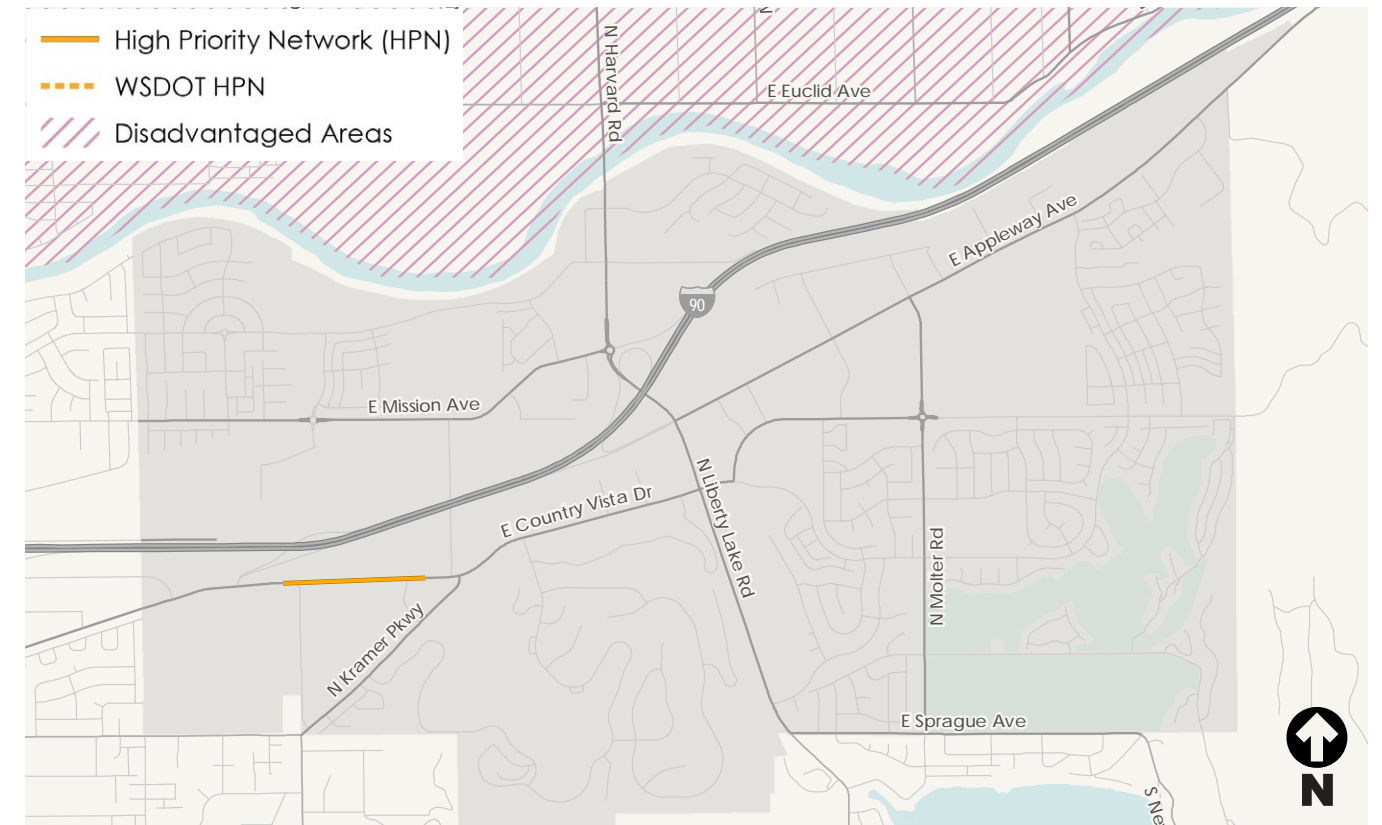 High Priority Network (HPN)
WSDOT HPN
Disadvantaged Areas
N Harvard Rd
E Euclid Ave
E Appleway Ave
90
E Mission Ave
E Country Vista Dr
N Liberty Lake Rd
N Molter Rd
N Kramer Pkwy
E Sprague Ave
N